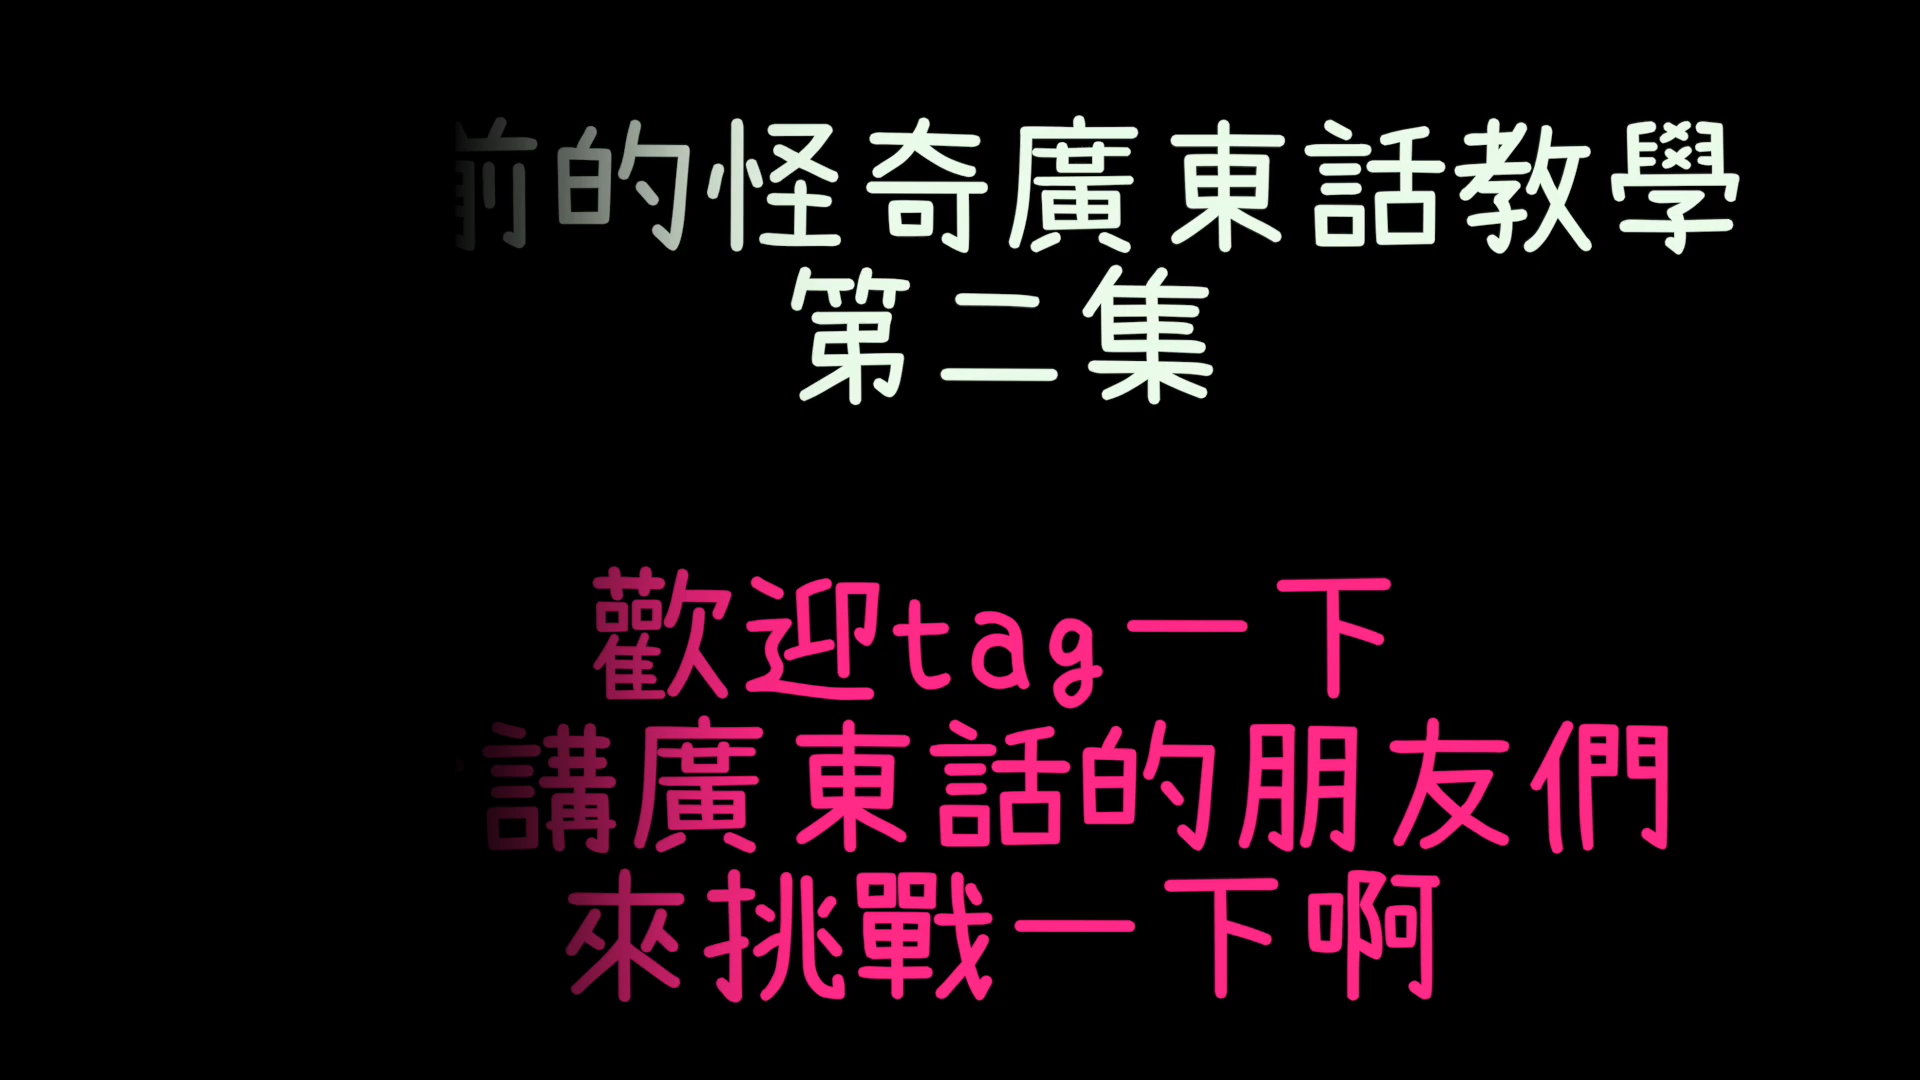 前的怪奇廣東話教學
第二集
歡迎tag一下
講廣東話的朋友們
來挑戰一下啊